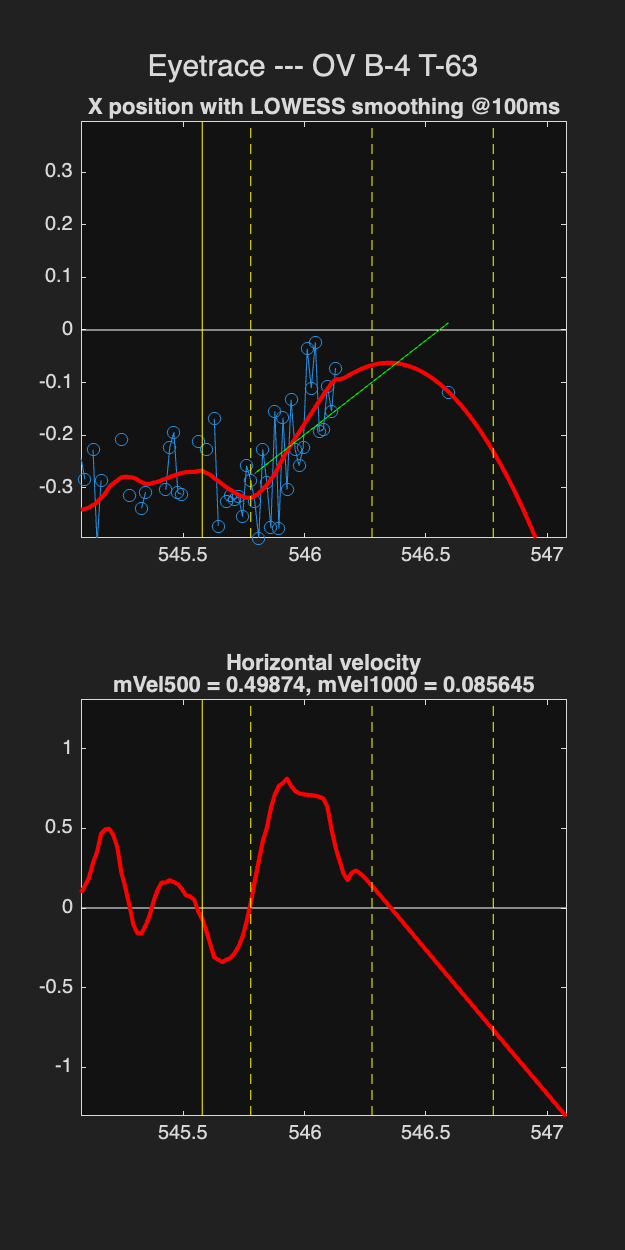 Eyetrace --- OV B-4 T-63
X position with LOWESS smoothing @100ms
0.3
0.2
0.1
0
-0.1
-0.2
-0.3
545.5 546 546.5 547
Horizontal velocity
mVel500 = 0.49874, mVel1000 = 0.085645
1
0.5
0
-0.5
-1
545.5 546 546.5 547